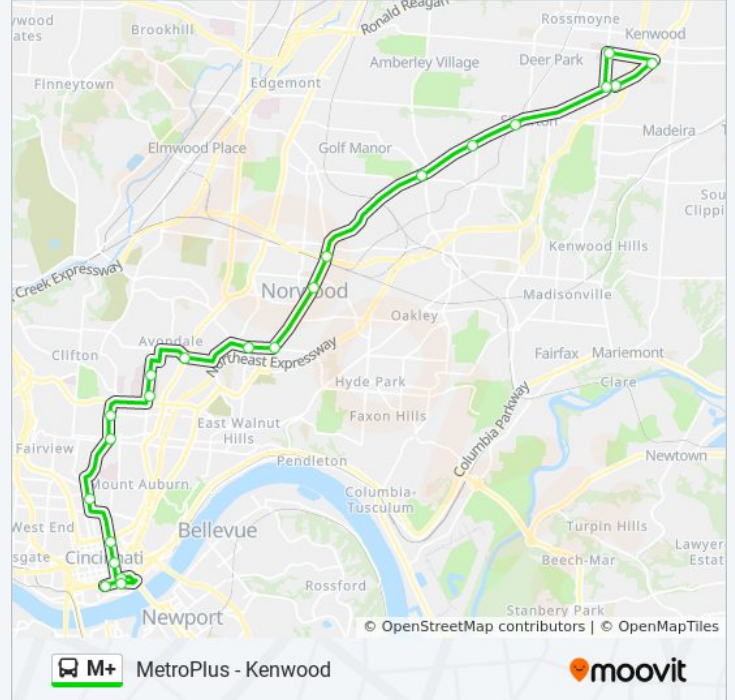 Ronald Reagan
Rossmoyne
Kenwood
Brookhill
Amberley Village
Deer Park
Finneytown
Edgemont
Madeira
Elmwood Place
Golf Manor
Creek Expressway
Kenwood Hills
Norwood
Madisonville
Oakley
Avondale
Clifton
Northeast Expressway
Fairfax
Mariemont
Hyde Park
Clare
Columbia Parkway
Faxon Hills
East Walnut
Hills
Fairview
Pendleton
Newtown
Mount Auburn
Columbia-
Tusculum
West End
Bellevue
Turpin Hills
Cincinnati
Beech-Mar
Rossford
Stanbery Park
Newport
© OpenStreetMap contributors | © OpenMapTiles
M+ MetroPlus - Kenwood
moovit